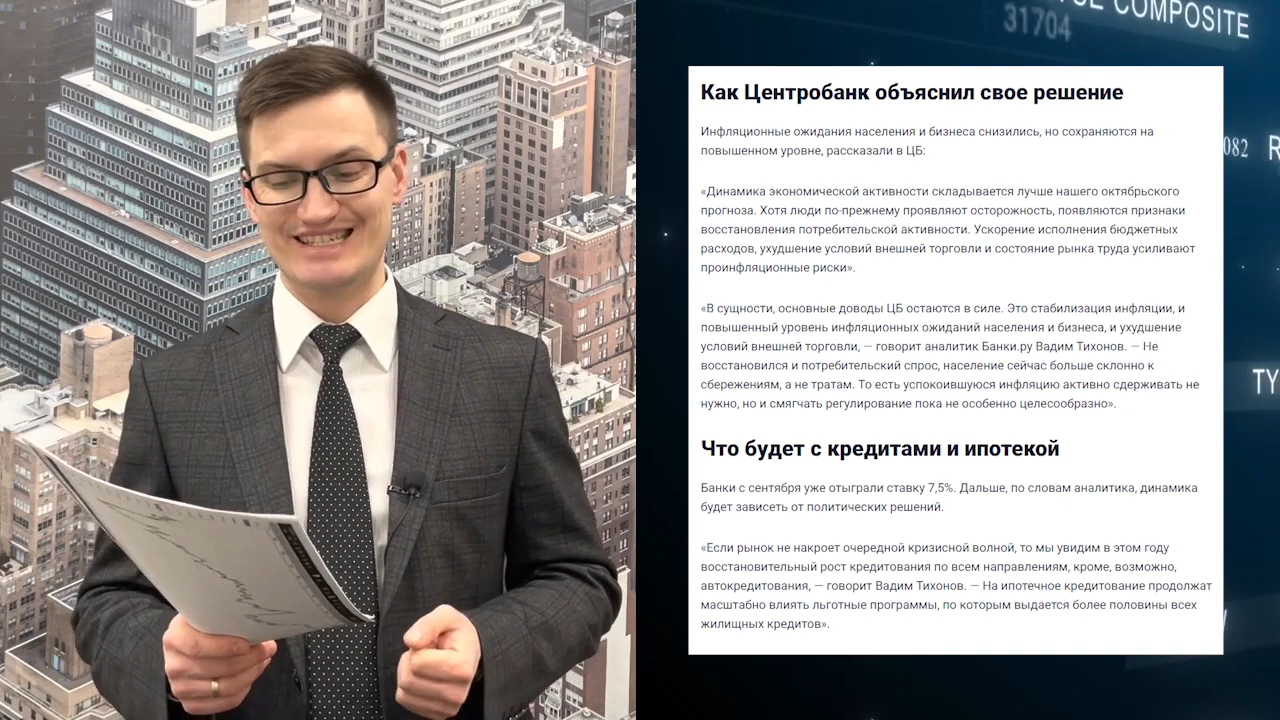 COMPOSITE
31704
082
R
TY
Как Центробанк объяснил свое решение
Инфляционные ожидания населения и бизнеса снизились, но сохраняются на
повышенном уровне, рассказали в ЦБ:
«Динамика экономической активности складывается лучше нашего октябрьского
прогноза. Хотя люди по-прежнему проявляют осторожность, появляются признаки
восстановления потребительской активности. Ускорение исполнения бюджетных
расходов, ухудшение условий внешней торговли и состояние рынка труда усиливают
проинфляционные риски».
«В сущности, основные доводы ЦБ остаются в силе. Это стабилизация инфляции, и
повышенный уровень инфляционных ожиданий населения и бизнеса, и ухудшение
условий внешней торговли, — говорит аналитик Банки.ру Вадим Тихонов. — Не
восстановился и потребительский спрос, население сейчас больше склонно к
сбережениям, а не тратам. То есть успокоившуюся инфляцию активно сдерживать не
нужно, но и смягчать регулирование пока не особенно целесообразно».
Что будет с кредитами и ипотекой
Банки с сентября уже отыграли ставку 7,5%. Дальше, по словам аналитика, динамика
будет зависеть от политических решений.
«Если рынок не накроет очередной кризисной волной, то мы увидим в этом году
восстановительный рост кредитования по всем направлениям, кроме, возможно,
автокредитования, — говорит Вадим Тихонов. — На ипотечное кредитование продолжат
масштабно влиять льготные программы, по которым выдается более половины всех
жилищных кредитов».